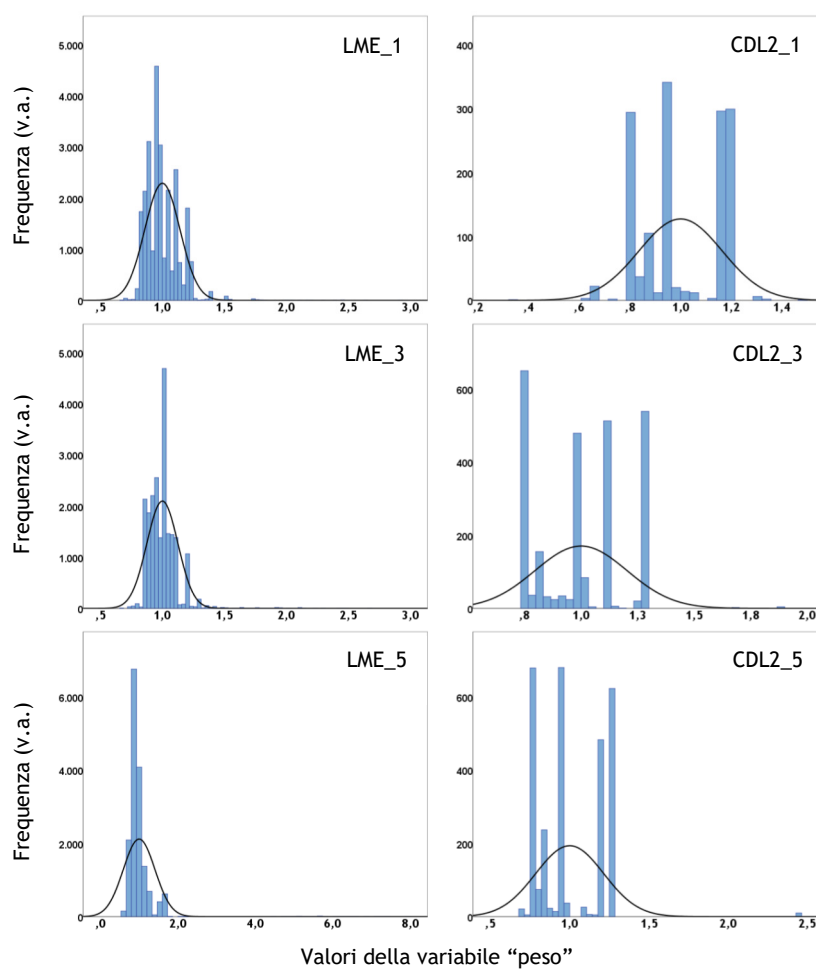 LME_1
CDL2_1
Frequenza (v.a.)
5.000
4.000
3.000
2.000
1.000
0
,5 1,0 1,5 2,0 2,5 3,0
400
300
200
100
0
,2 ,4 ,6 ,8 1,0 1,2 1,4
LME_3
CDL2_3
Frequenza (v.a.)
5.000
4.000
3.000
2.000
1.000
0
,5 1,0 1,5 2,0 2,5 3,0
600
400
200
0
,8 1,0 1,3 1,5 1,8 2,0
LME_5
CDL2_5
Frequenza (v.a.)
6.000
4.000
2.000
0
,0 2,0 4,0 6,0 8,0
600
400
200
0
,5 1,0 1,5 2,0 2,5
Valori della variabile “peso”